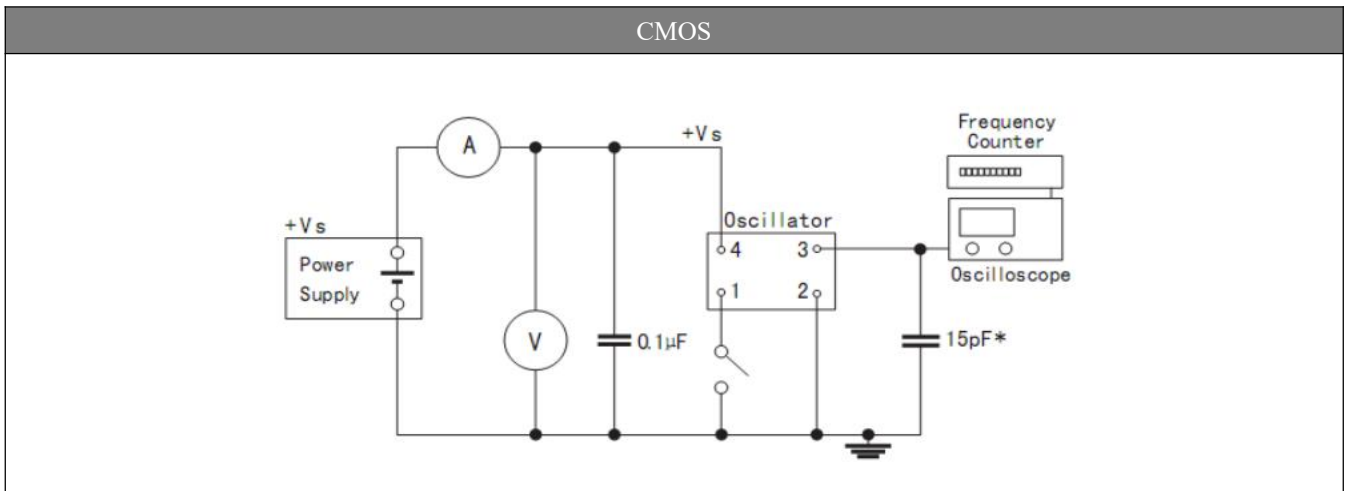 CMOS
Frequency
Counter
A
+Vs
+Vs
Oscillator
Power
Supply
4
3
1
2
Oscilloscope
V
0.1μF
15pF*